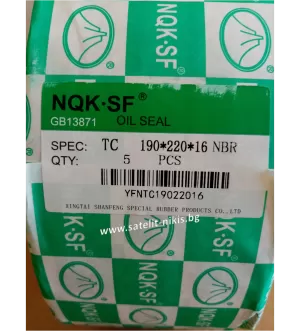 NQK·SF®
GB13871
OIL SEAL
SPEC: TC 190*220*16 NBR
QTY: 5 PCS
YFNTC19022016
XINGTAI SHANFENG SPECIAL RUBBER PRODUCTS CO.,LTD
www.satelit-nikis.bg
NQK·SF®
NQK·SF
NQK·SF